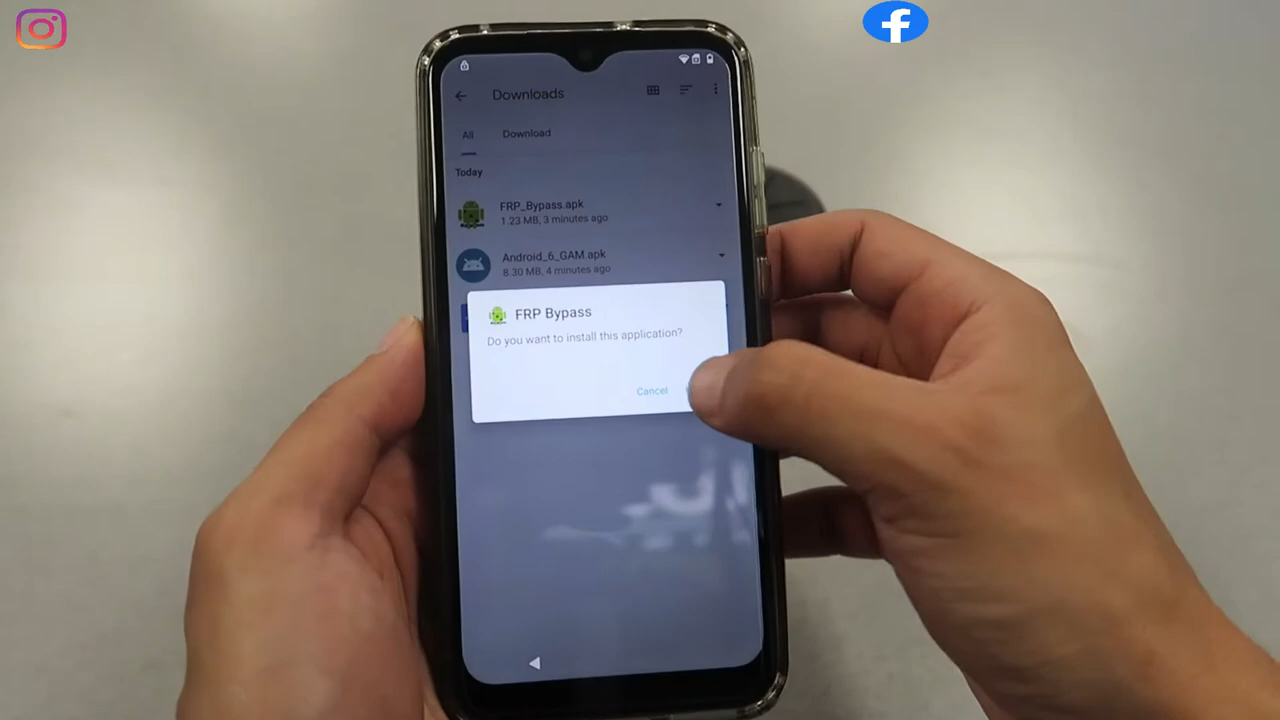 Downloads
All Download
Today
FRP_Bypass.apk
1.23 MB, 3 minutes ago
Android_6_GAM.apk
8.30 MB, 4 minutes ago
FRP Bypass
Do you want to install this application?
Cancel